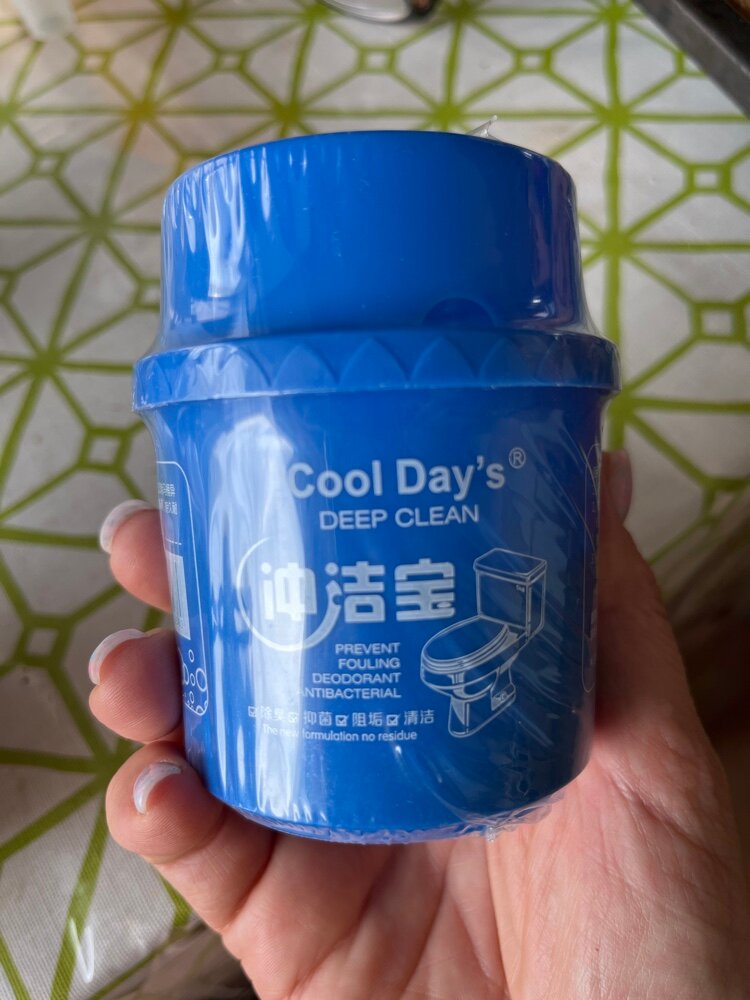 Cool Day's®
DEEP CLEAN
冲洁宝
PREVENT
FOULING
DEODORANT
ANTIBACTERIAL
☑除臭☑抑菌☑阻垢☑清洁
The new formulation no residue